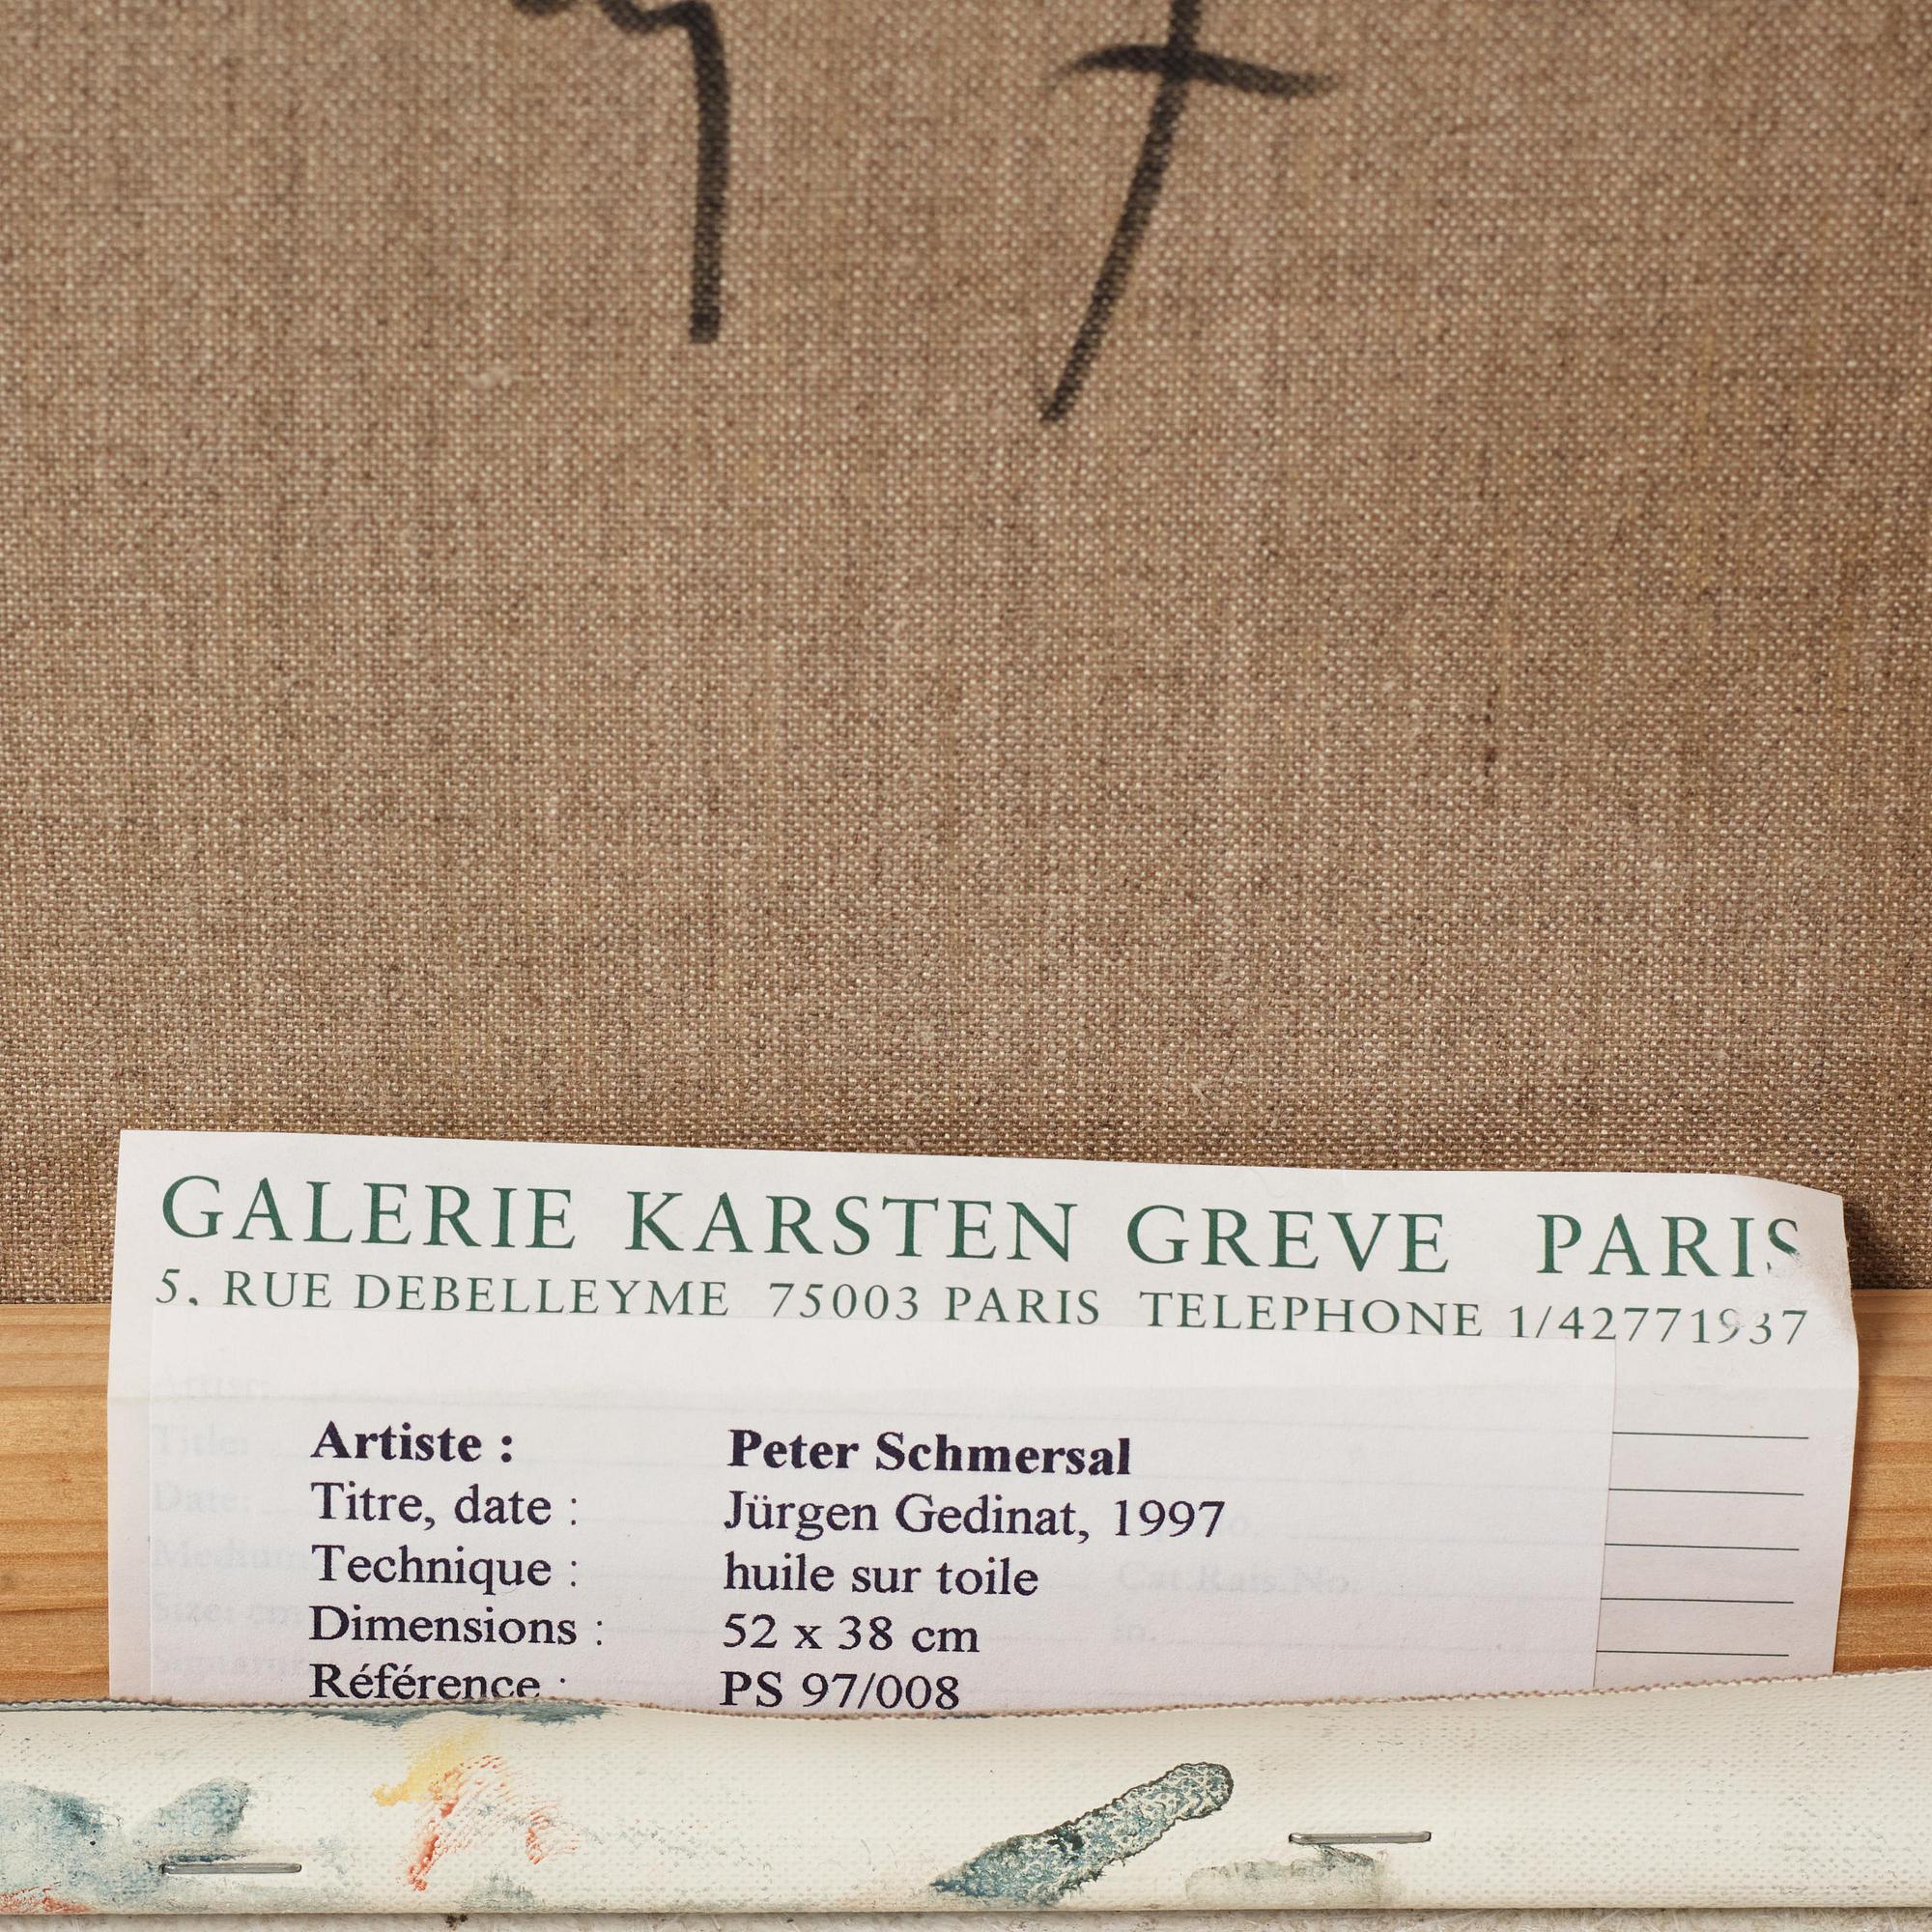 GALERIE KARSTEN GREVE PARIS
5, RUE DEBELLEYME 75003 PARIS TELEPHONE 1/42771937
Artiste : Peter Schmersal
Titre, date : Jürgen Gedinat, 1997
Technique : huile sur toile
Dimensions : 52 x 38 cm
Référence : PS 97/008